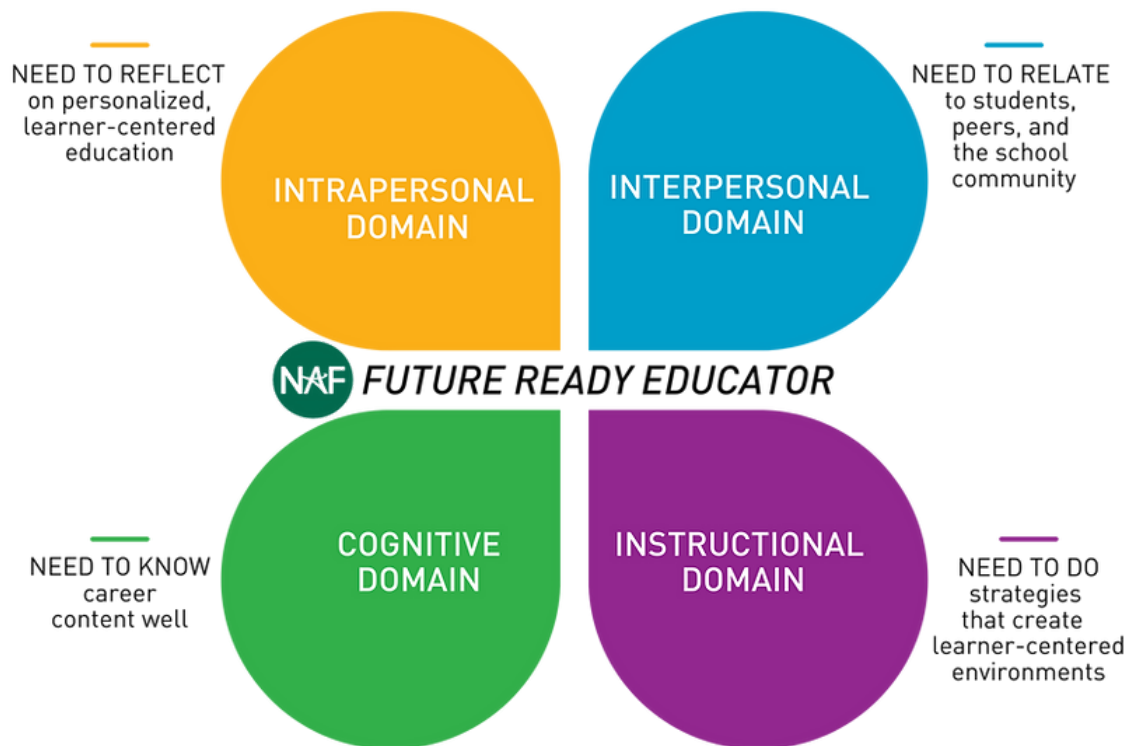 NEED TO REFLECT
on personalized,
learner-centered
education
INTRAPERSONAL
DOMAIN
INTERPERSONAL
DOMAIN
NEED TO RELATE
to students,
peers, and
the school
community
NAF FUTURE READY EDUCATOR
NEED TO KNOW
career
content well
COGNITIVE
DOMAIN
INSTRUCTIONAL
DOMAIN
NEED TO DO
strategies
that create
learner-centered
environments